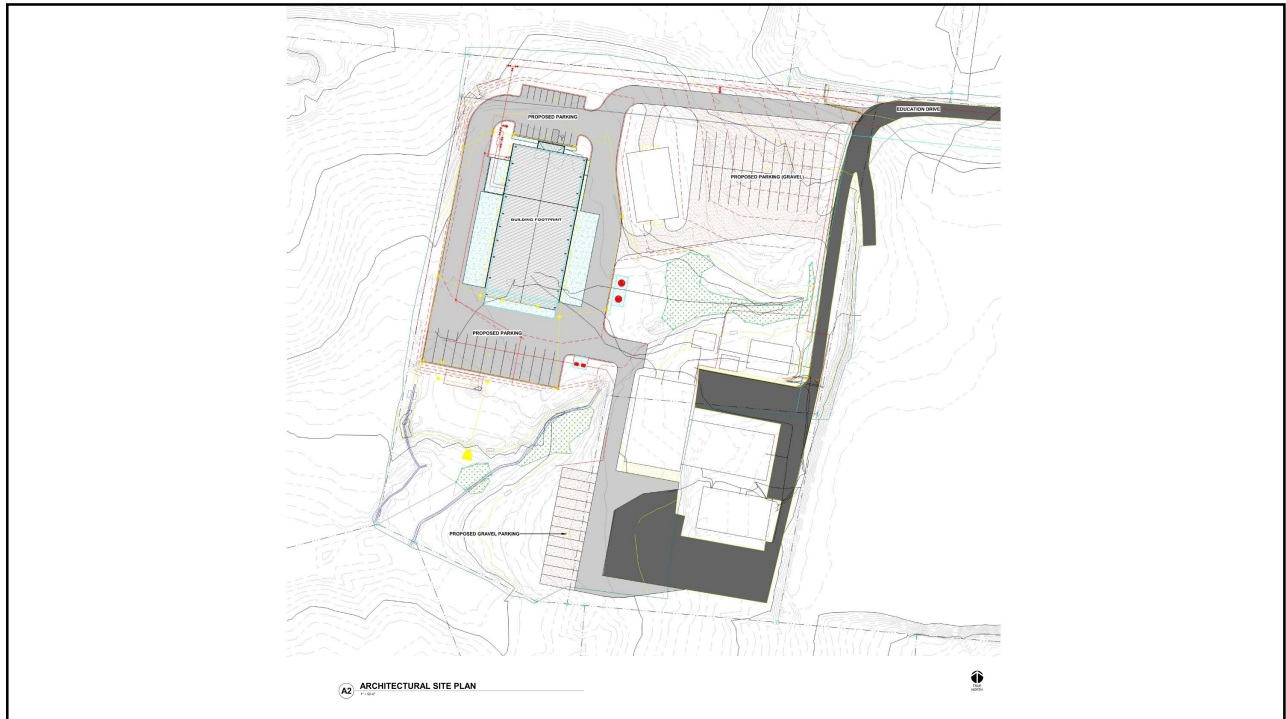 EDUCATION DRIVE
PROPOSED PARKING
PROPOSED PARKING (GRAVEL)
BUILDING FOOTPRINT
PROPOSED PARKING
PROPOSED GRAVEL PARKING
A2 ARCHITECTURAL SITE PLAN
TRUE
NORTH